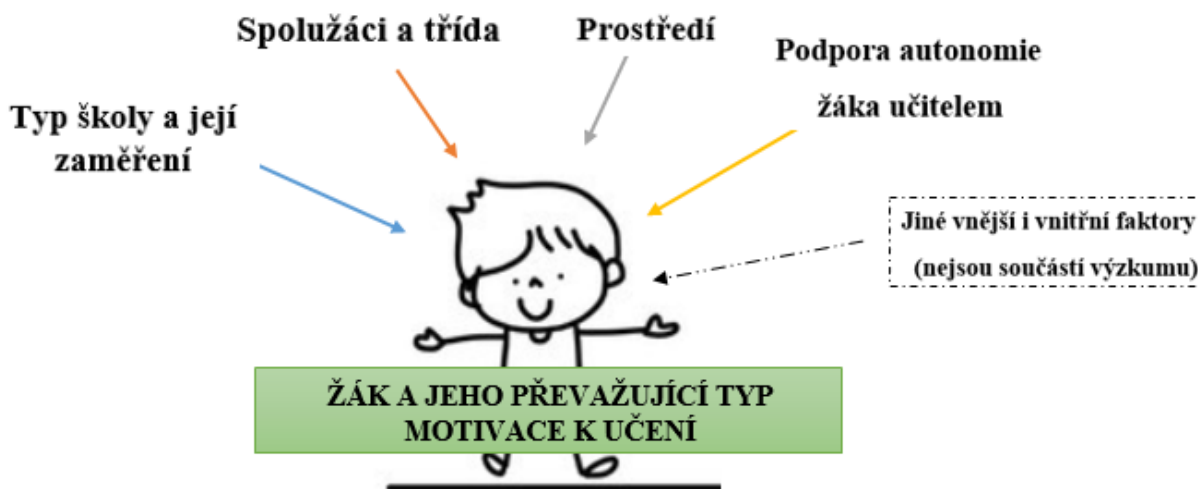 Spolužáci a třída
Prostředí
Podpora autonomie
žáka učitelem
Typ školy a její
zaměření
Jiné vnější i vnitřní faktory
(nejsou součástí výzkumu)
ŽÁK A JEHO PŘEVAŽUJÍCÍ TYP
MOTIVACE K UČENÍ